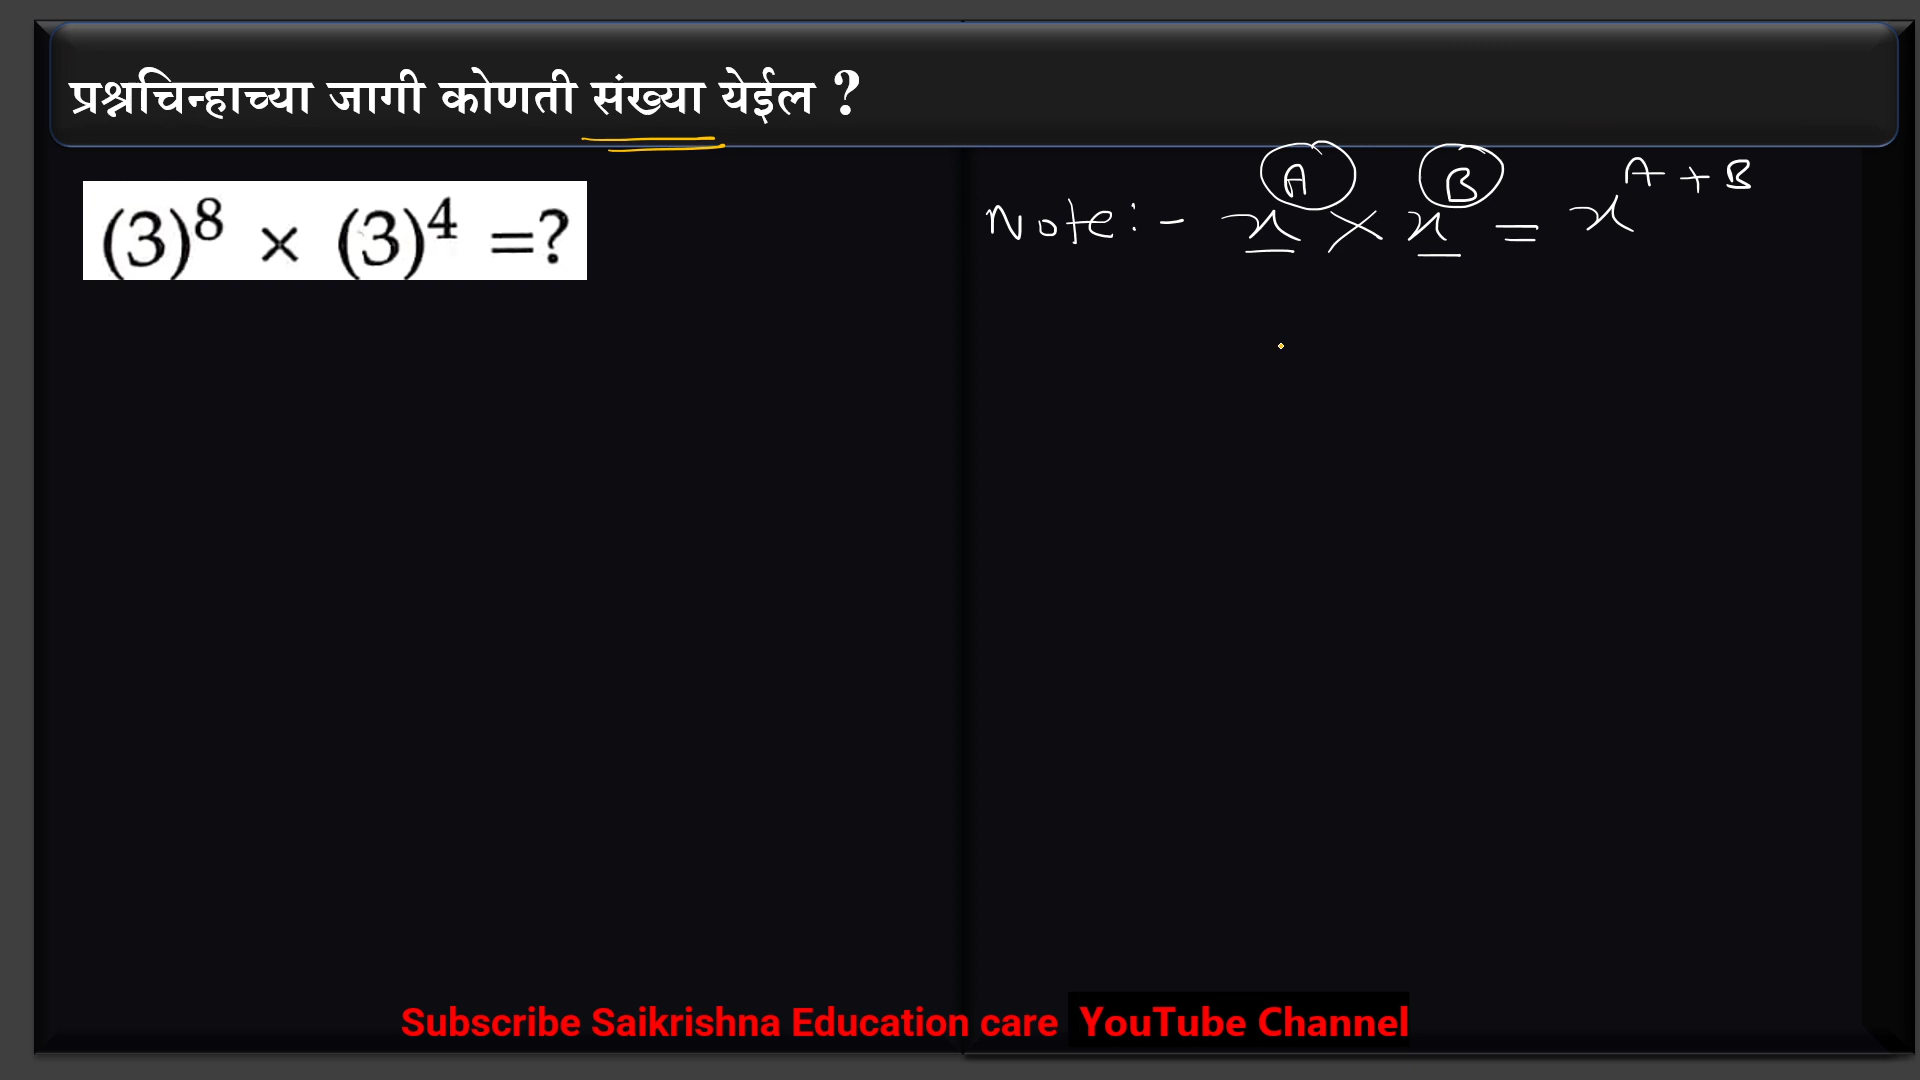 प्रश्नचिन्हाच्या जागी कोणती संख्या येईल ?
(3)⁸ × (3)⁴ =?
Note:- x^A × x^B = x^A+B
Subscribe Saikrishna Education care YouTube Channel